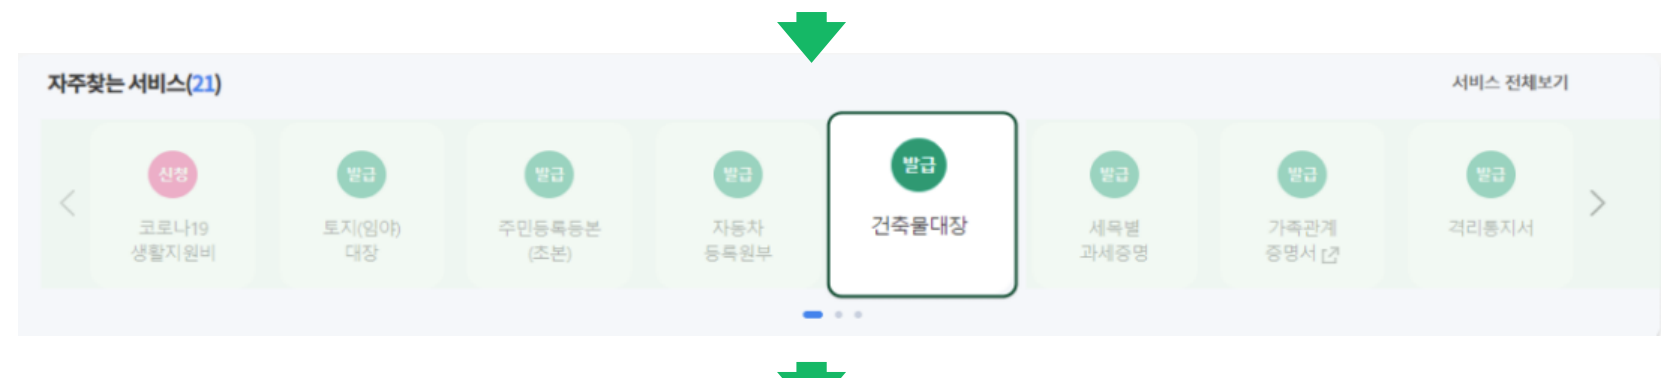 자주찾는 서비스(21)
서비스 전체보기
신청
코로나19
생활지원비
발급
토지(임야)
대장
발급
주민등록등본
(초본)
발급
자동차
등록원부
발급
건축물대장
발급
세목별
과세증명
발급
가족관계
증명서
발급
격리통지서